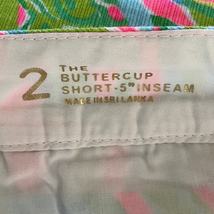 2 THE
BUTTERCUP
SHORT-5" INSEAM
MADE IN SRI LANKA